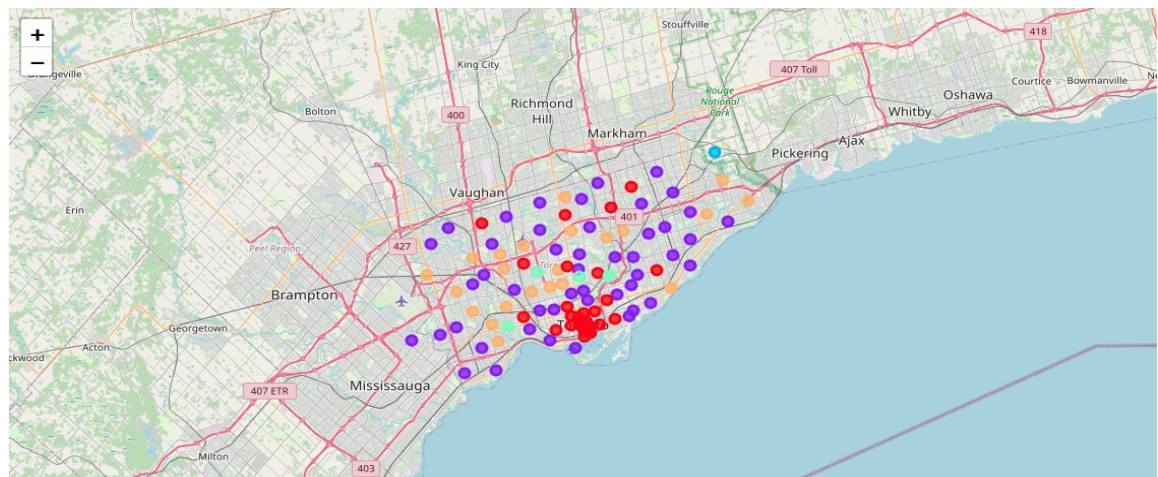 +
−
Stouffville
418
King City
407 Toll
Courtice
Bowmanville
Oshawa
Rouge
National
Park
Whitby
Richmond
Hill
400
Bolton
Markham
Ajax
Pickering
Vaughan
Erin
401
427
Peel Region
Brampton
Georgetown
Acton
Mississauga
407 ETR
Milton
403